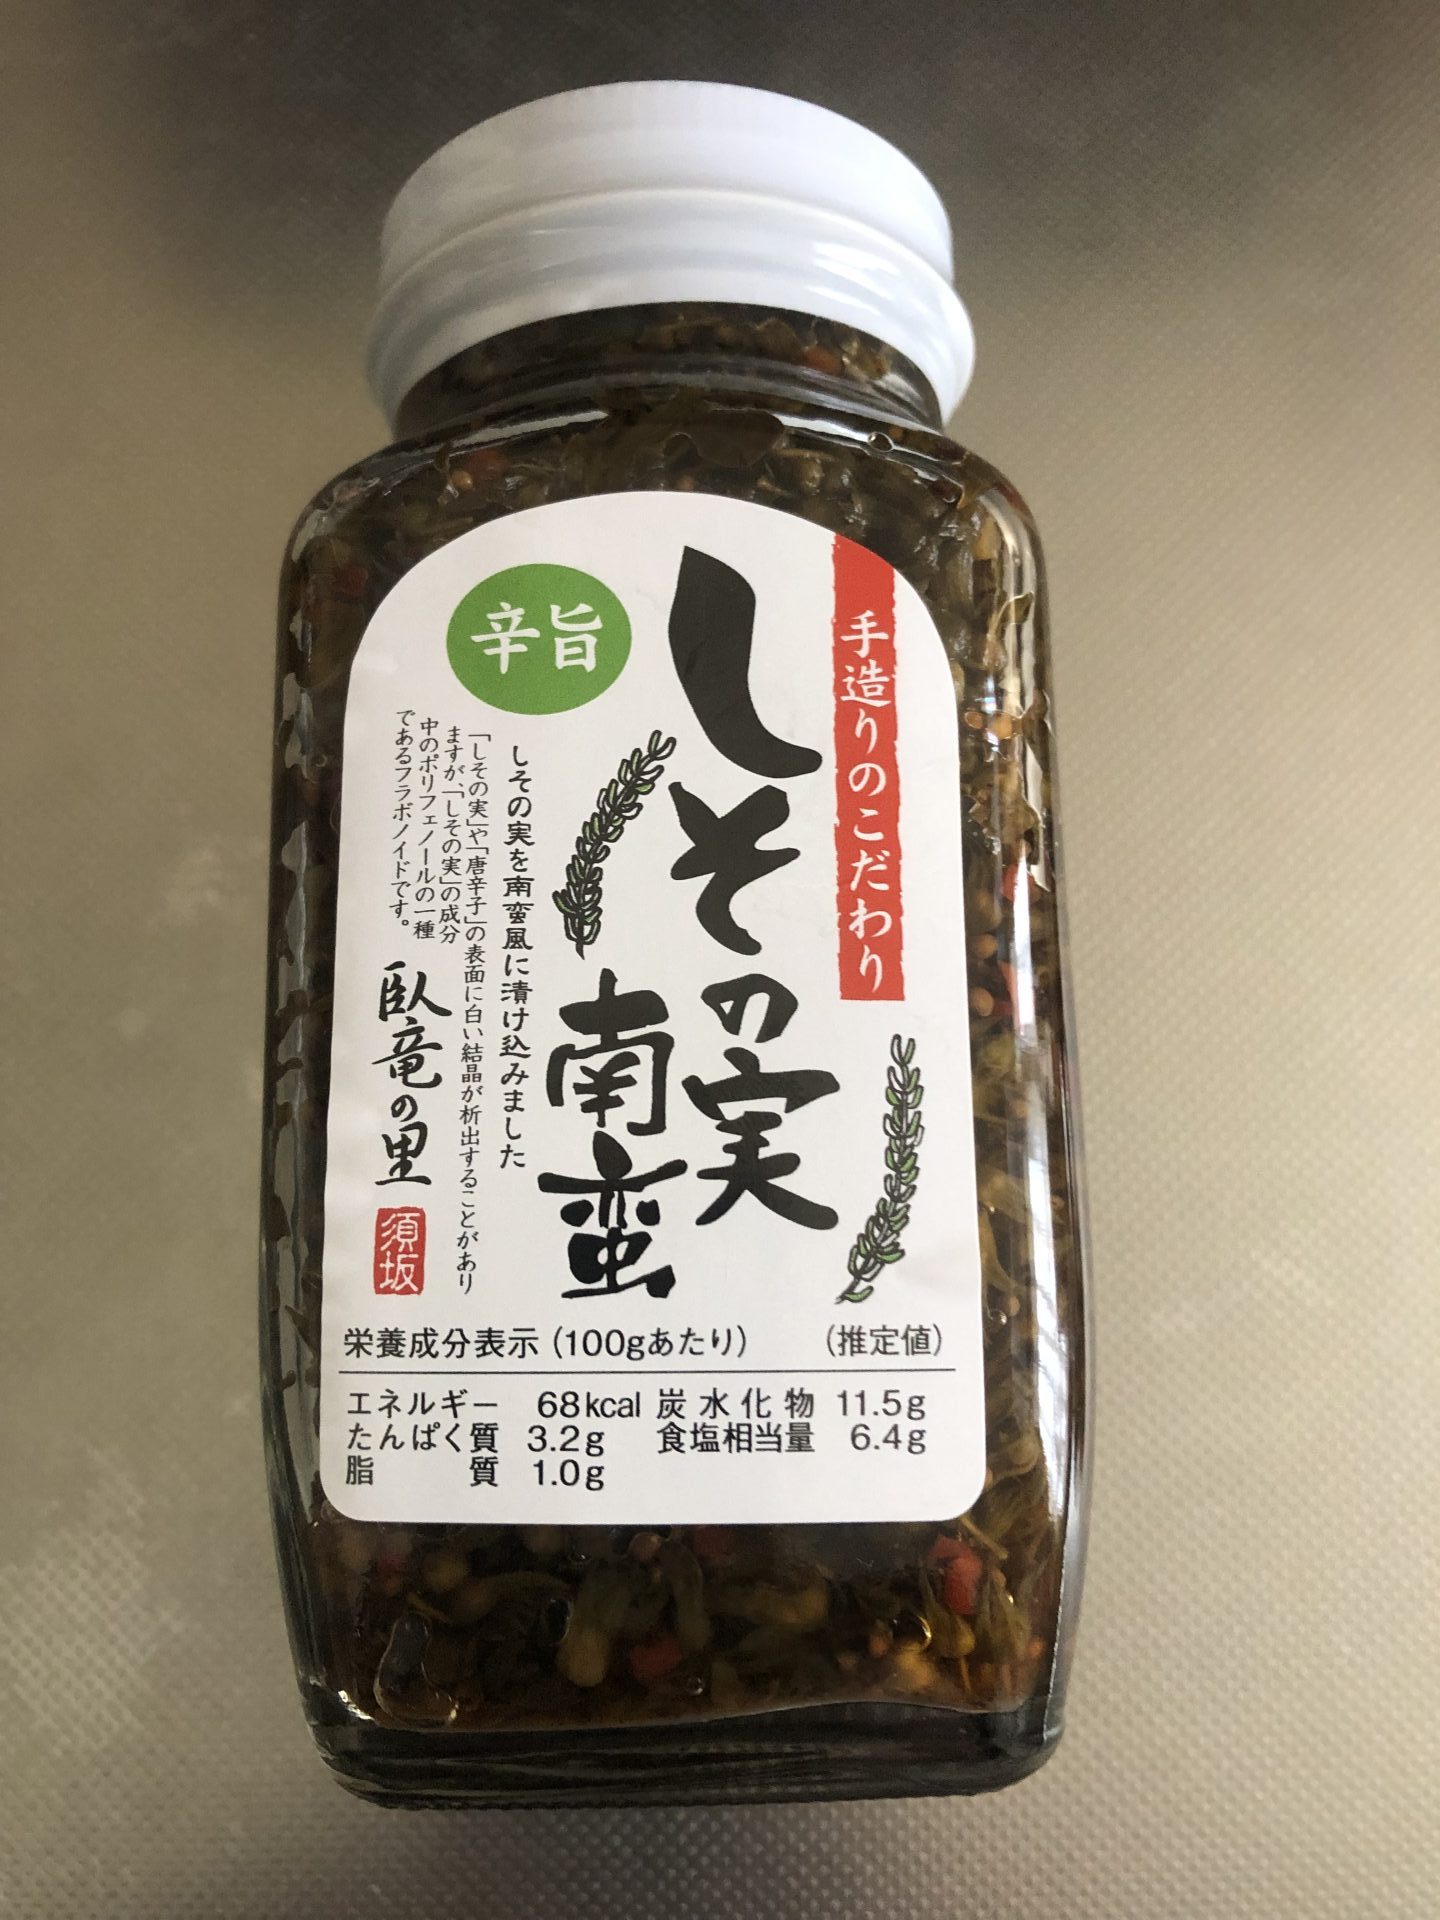 手造りのこだわり
しその実
南蛮
旨辛
しその実を南蛮風に漬け込みました
「しその実」や「唐辛子」の表面に白い結晶が析出することがあり
ますが、「しその実」の成分
中のポリフェノールの一種
であるフラボノイドです。
臥竜の里
須坂
栄養成分表示(100gあたり) (推定値)
エネルギー 68kcal 炭水化物 11.5g
たんぱく質 3.2g 食塩相当量 6.4g
脂質 1.0g